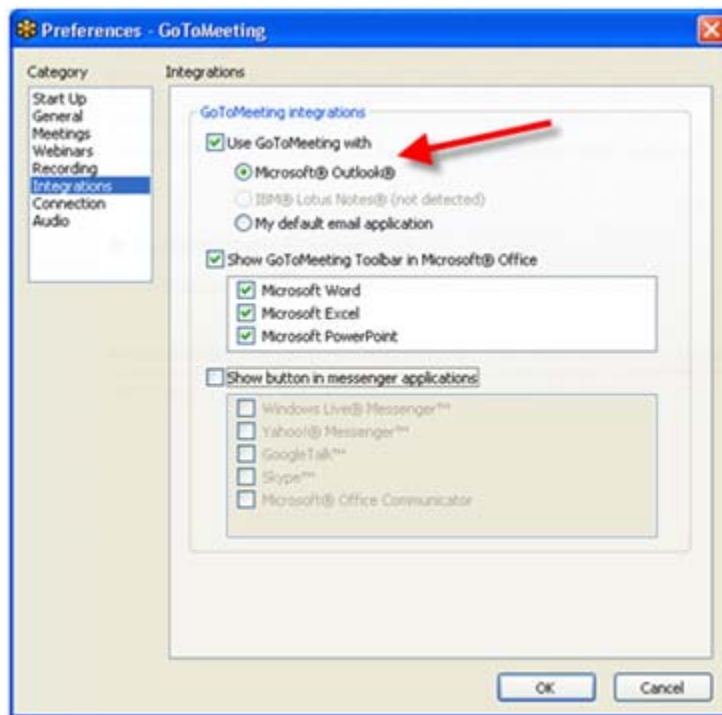 Preferences - GoToMeeting
Category
Integrations
Start Up
General
Meetings
Webinars
Recording
Integrations
Connection
Audio
GoToMeeting integrations
Use GoToMeeting with
Microsoft® Outlook®
IBM® Lotus Notes® (not detected)
My default email application
Show GoToMeeting Toolbar in Microsoft® Office
Microsoft Word
Microsoft Excel
Microsoft PowerPoint
Show button in messenger applications
Windows Live® Messenger™
Yahoo!® Messenger™
GoogleTalk™
Skype™
Microsoft® Office Communicator
OK
Cancel